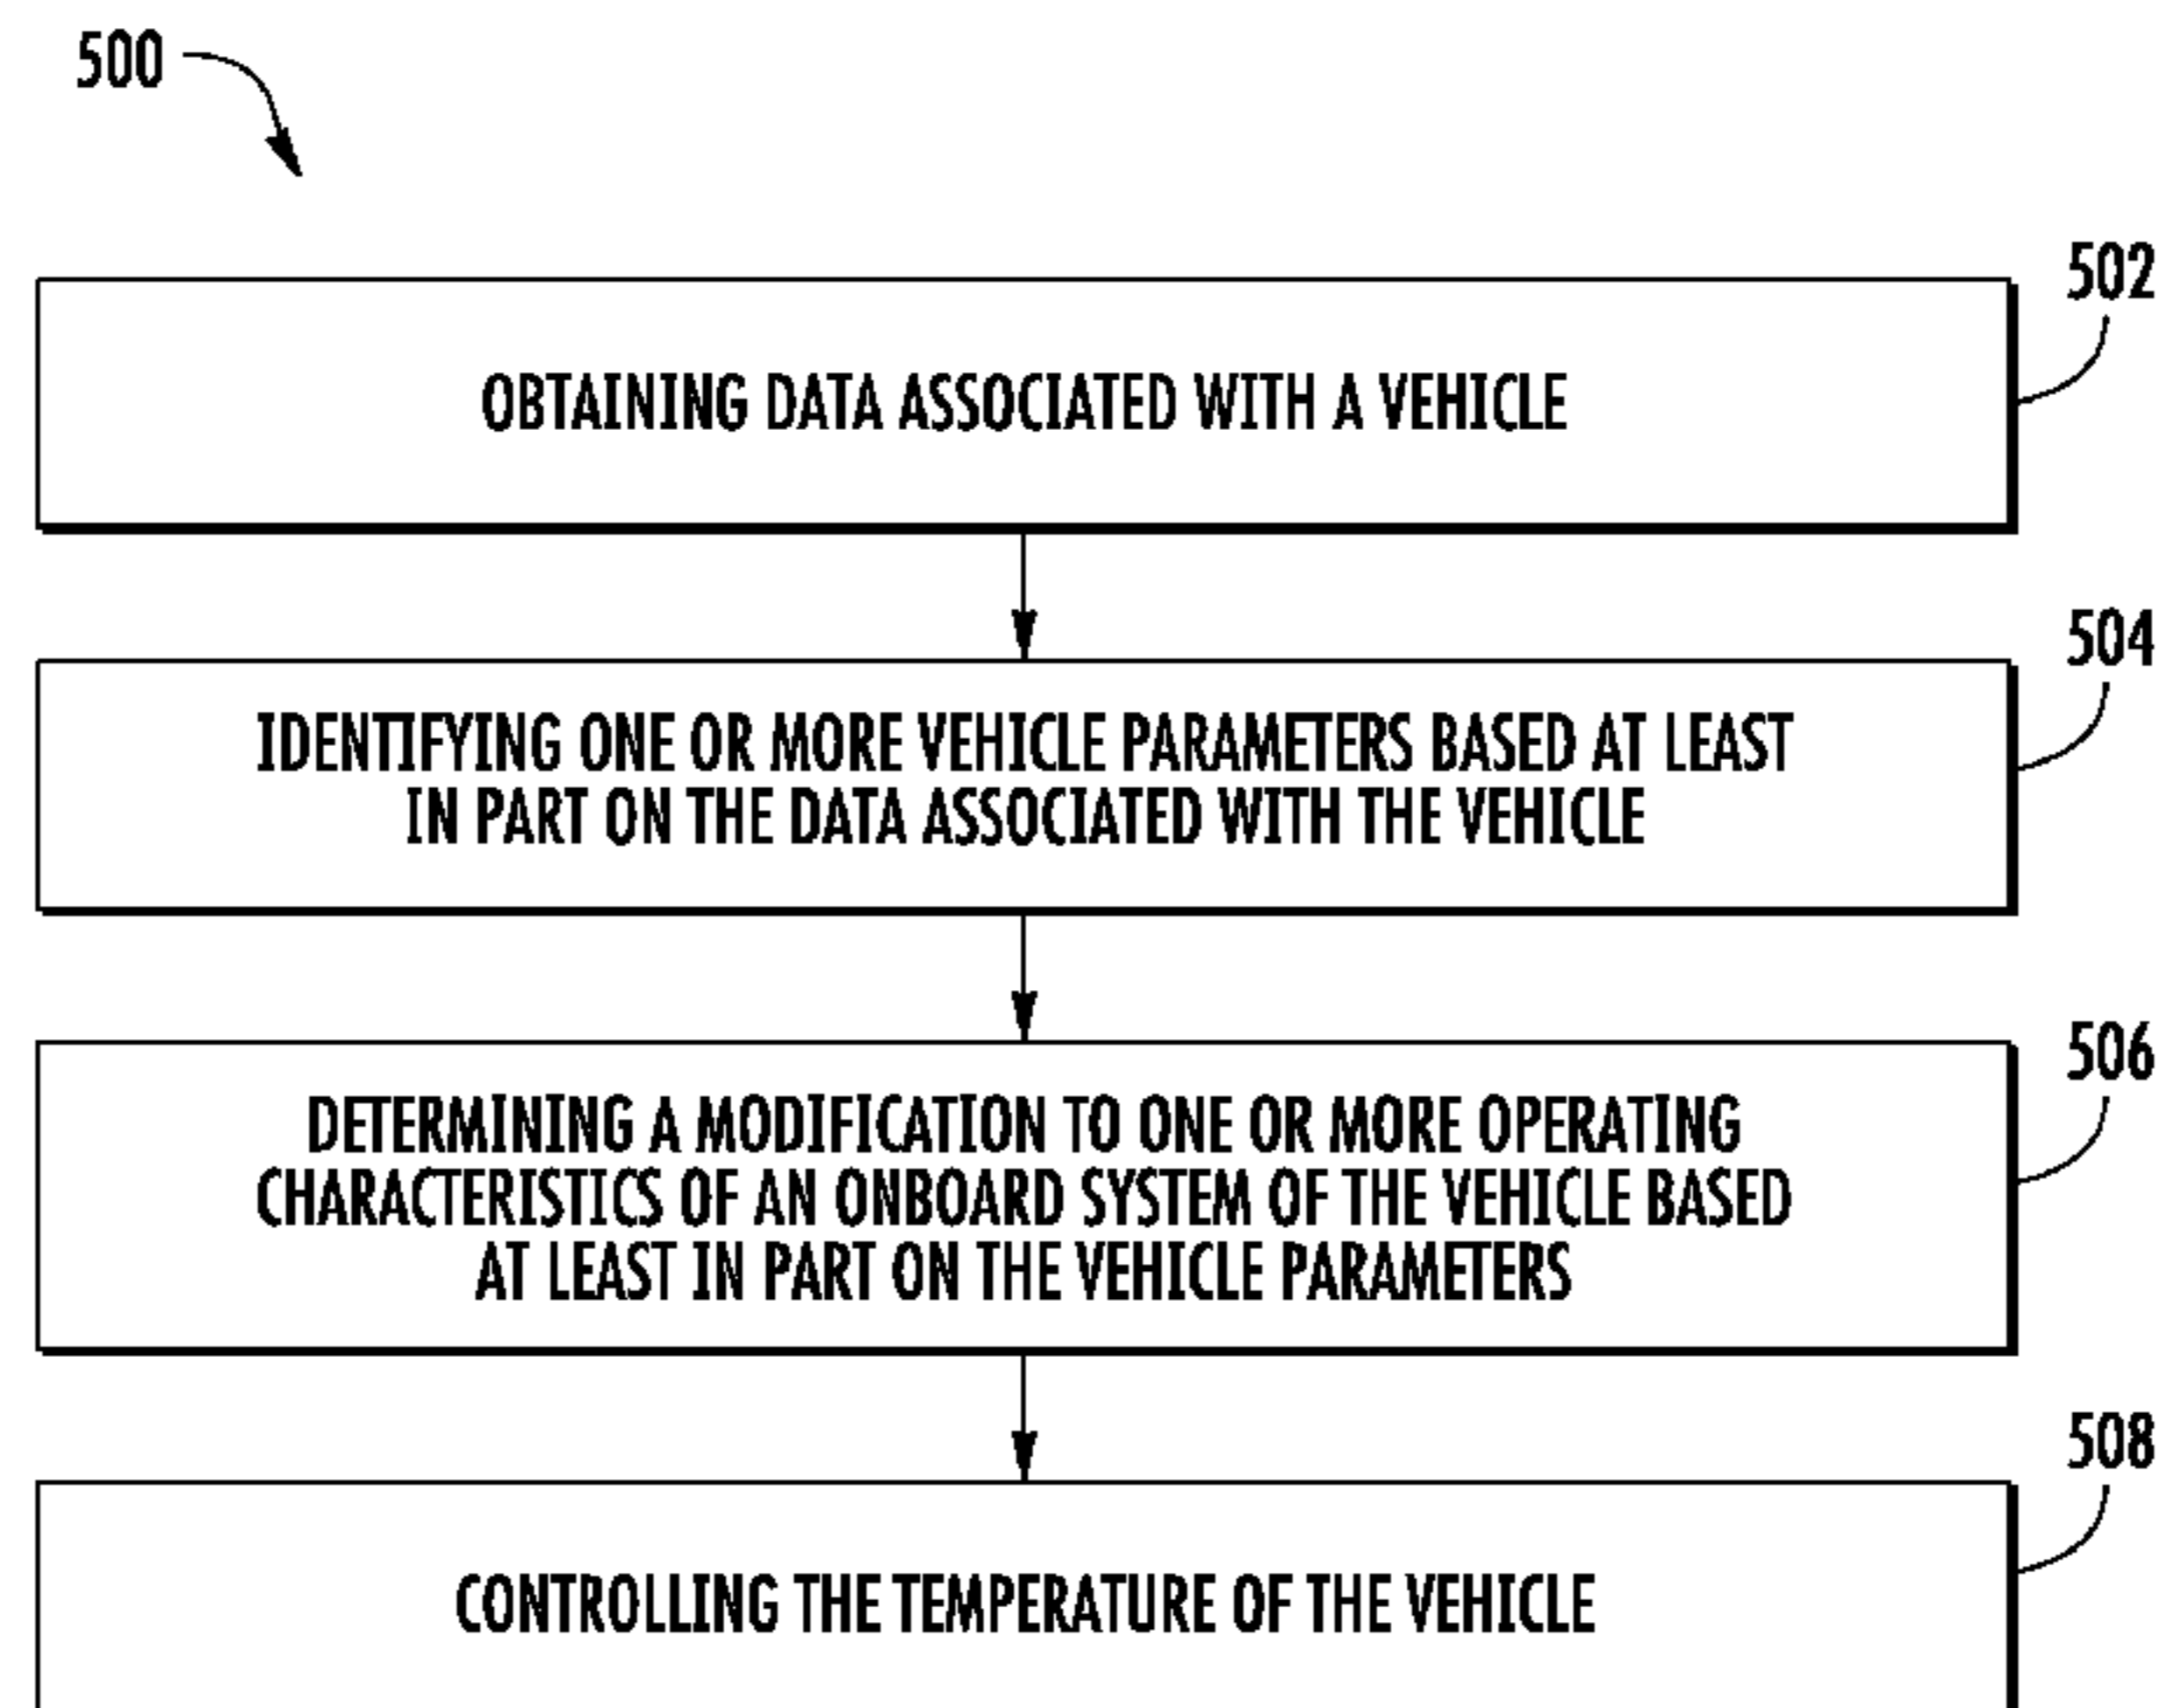 500
502
OBTAINING DATA ASSOCIATED WITH A VEHICLE
504
IDENTIFYING ONE OR MORE VEHICLE PARAMETERS BASED AT LEAST
IN PART ON THE DATA ASSOCIATED WITH THE VEHICLE
506
DETERMINING A MODIFICATION TO ONE OR MORE OPERATING
CHARACTERISTICS OF AN ONBOARD SYSTEM OF THE VEHICLE BASED
AT LEAST IN PART ON THE VEHICLE PARAMETERS
508
CONTROLLING THE TEMPERATURE OF THE VEHICLE